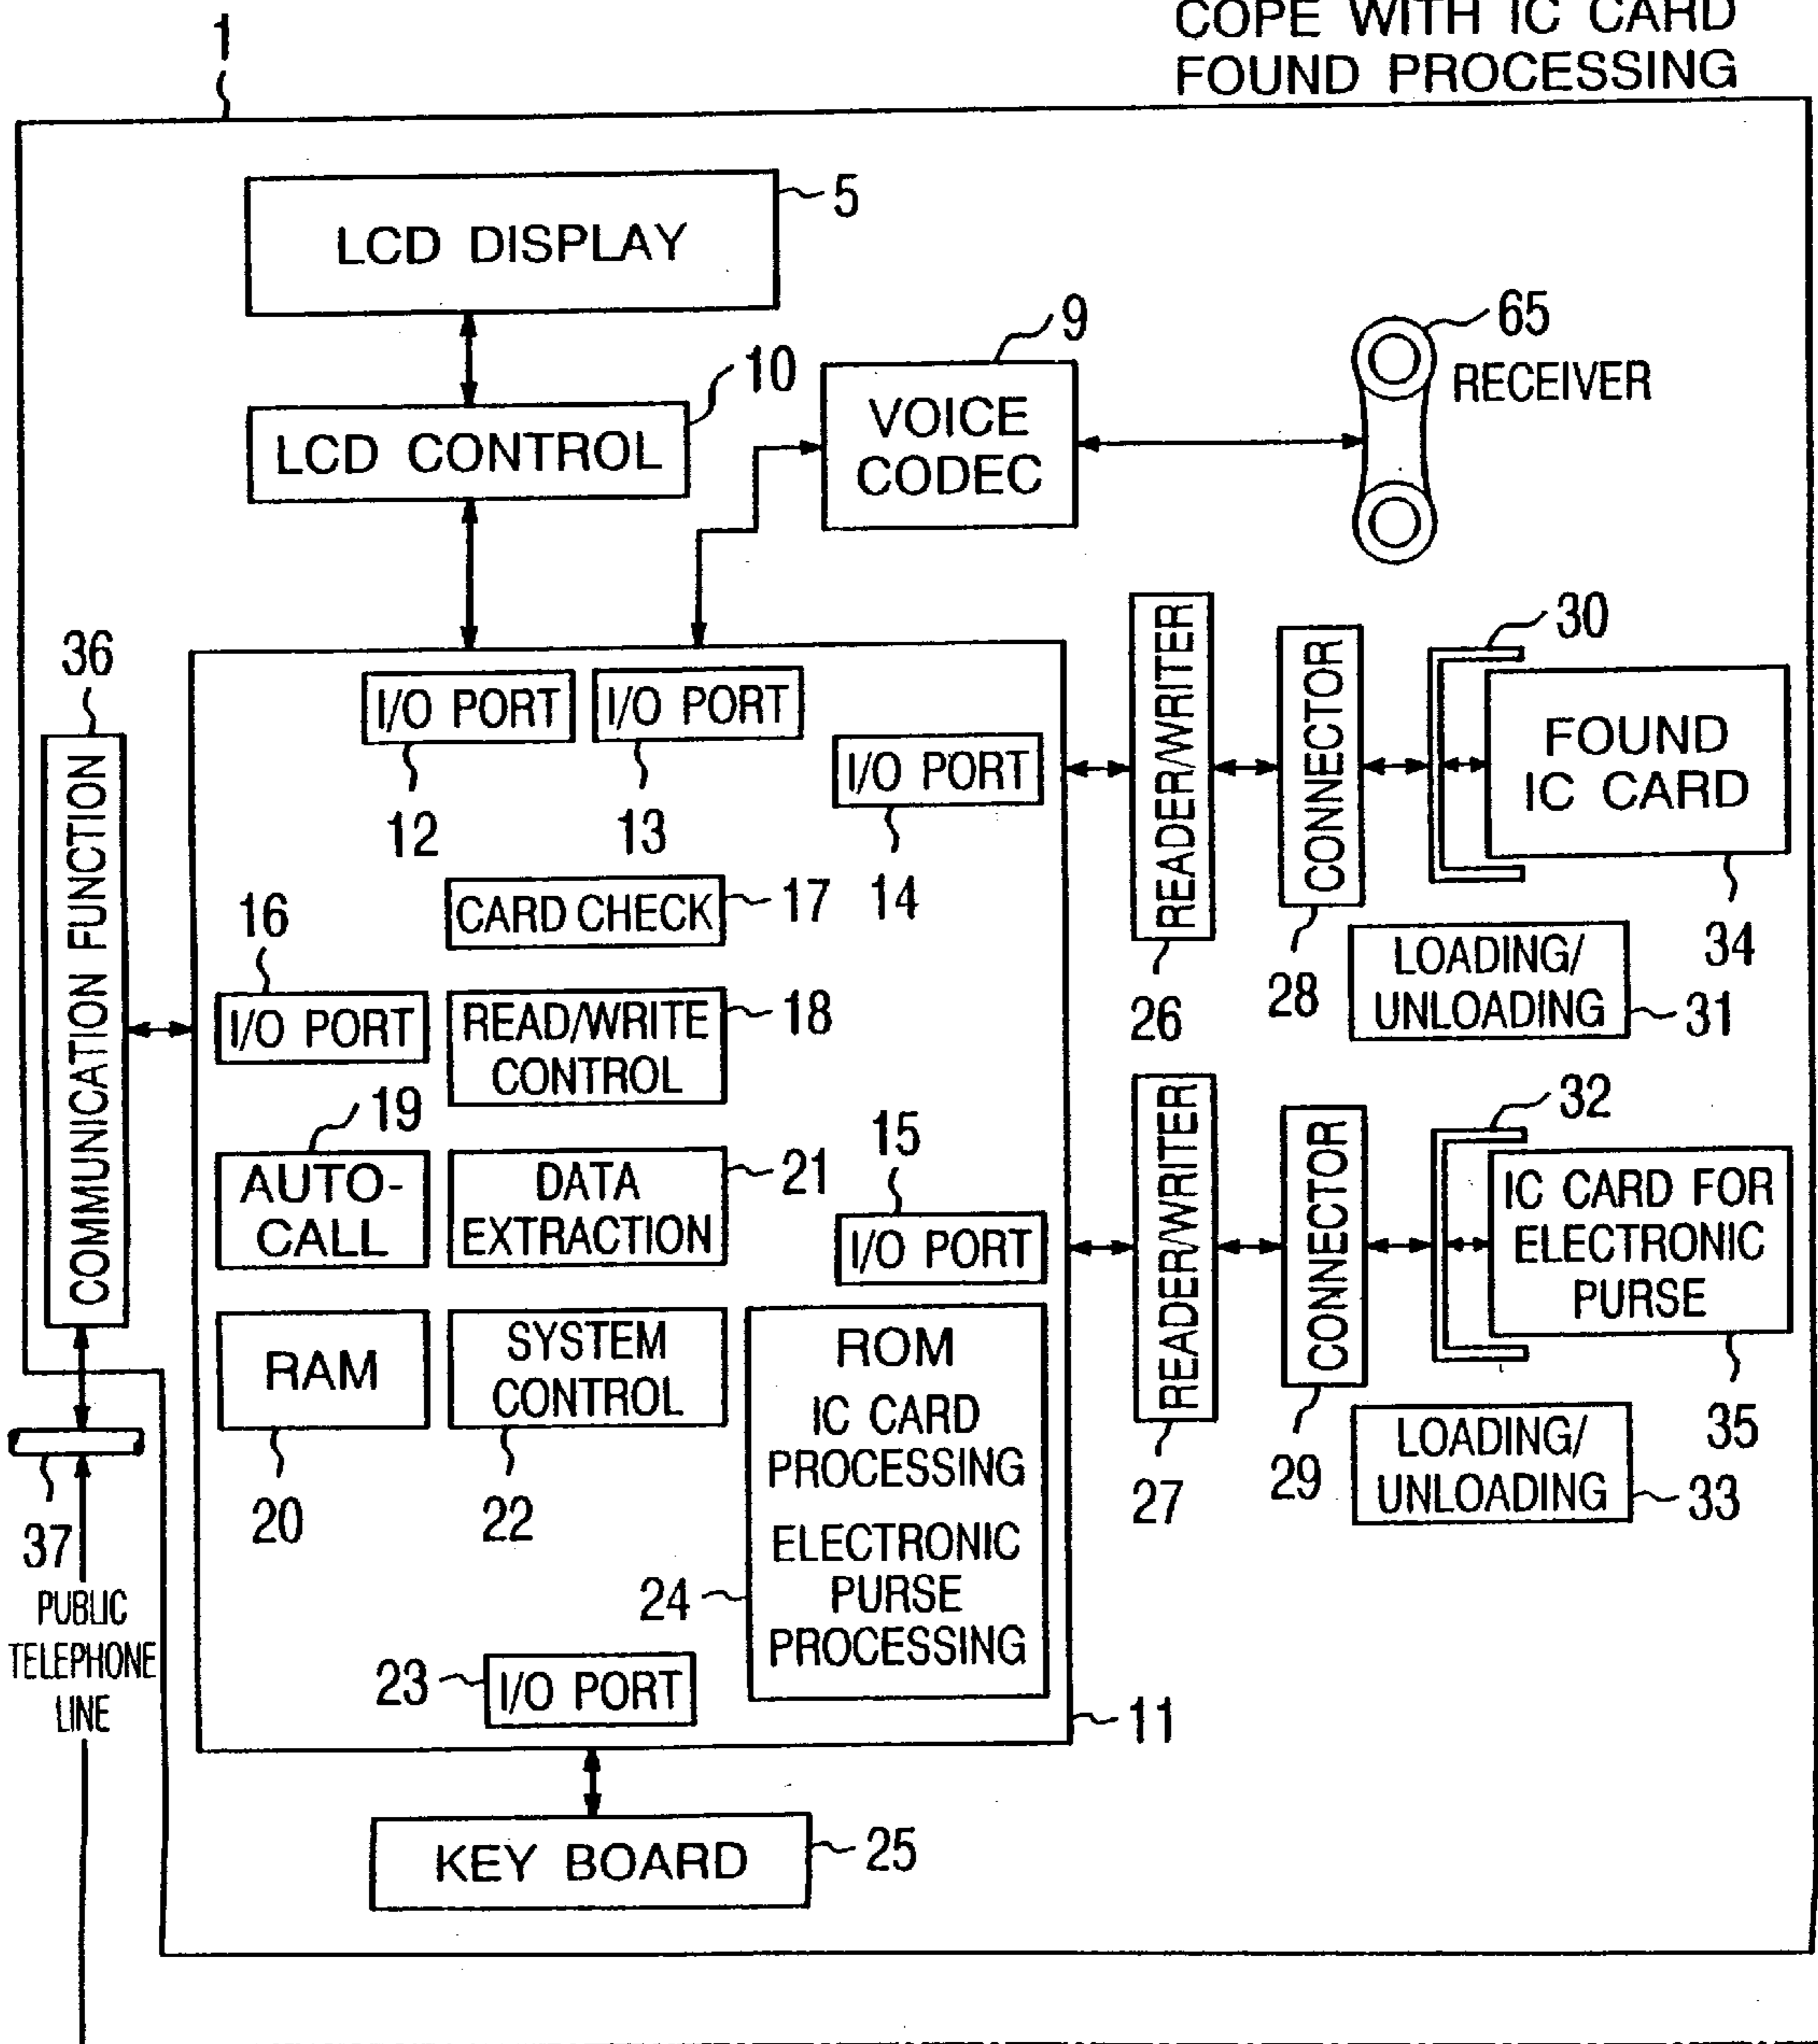 COPE WITH IC CARD
FOUND PROCESSING
1
LCD DISPLAY
5
LCD CONTROL
10
VOICE
CODEC
9
65
RECEIVER
36
COMMUNICATION FUNCTION
I/O PORT
12
I/O PORT
13
I/O PORT
14
CARD CHECK
17
16
I/O PORT
READ/WRITE
CONTROL
18
19
AUTO-
CALL
DATA
EXTRACTION
21
15
I/O PORT
RAM
20
SYSTEM
CONTROL
22
ROM
IC CARD
PROCESSING
ELECTRONIC
PURSE
PROCESSING
24
23
I/O PORT
11
KEY BOARD
25
READER/WRITER
26
CONNECTOR
28
30
FOUND
IC CARD
34
LOADING/
UNLOADING
31
READER/WRITER
27
CONNECTOR
29
32
IC CARD FOR
ELECTRONIC
PURSE
35
LOADING/
UNLOADING
33
37
PUBLIC
TELEPHONE
LINE